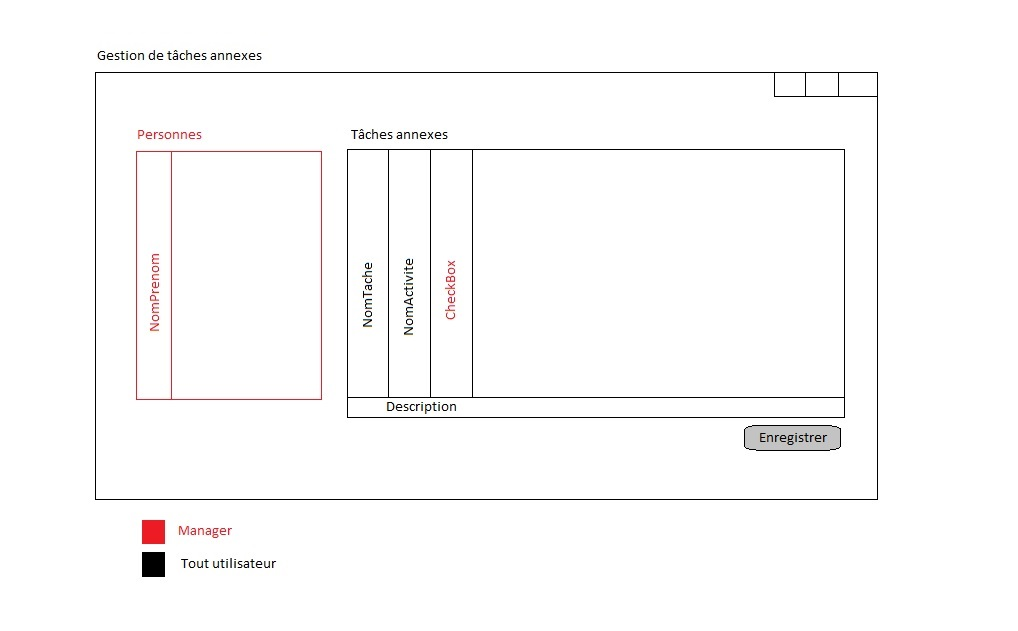 Gestion de tâches annexes
Personnes
Tâches annexes
NomPrenom
NomTache
NomActivite
CheckBox
Description
Enregistrer
Manager
Tout utilisateur